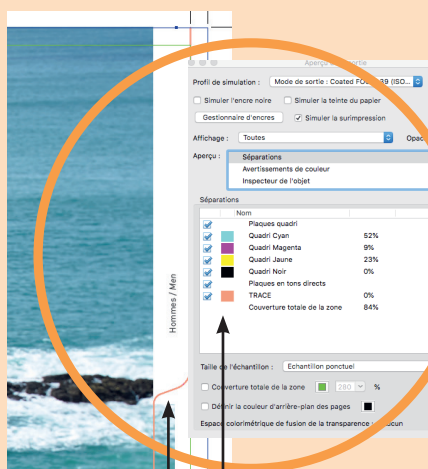 Aperçu
Profil de simulation : Mode de sortie : Coated FOGRA39 (ISO...
Simuler l'encre noire Simuler la teinte du papier
Gestionnaire d'encres Simuler la surimpression
Affichage : Toutes Opac
Aperçu : Séparations
Avertissements de couleur
Inspecteur de l'objet
Séparations
Nom
Plaques quadri
Quadri Cyan 52%
Quadri Magenta 9%
Quadri Jaune 23%
Quadri Noir 0%
Plaques en tons directs
TRACE 0%
Couverture totale de la zone 84%
Taille de l'échantillon : Echantillon ponctuel
Couverture totale de la zone 280 %
Définir la couleur d'arrière-plan des pages
Espace colorimétrique de fusion de la transparence : Aucun
Hommes / Men